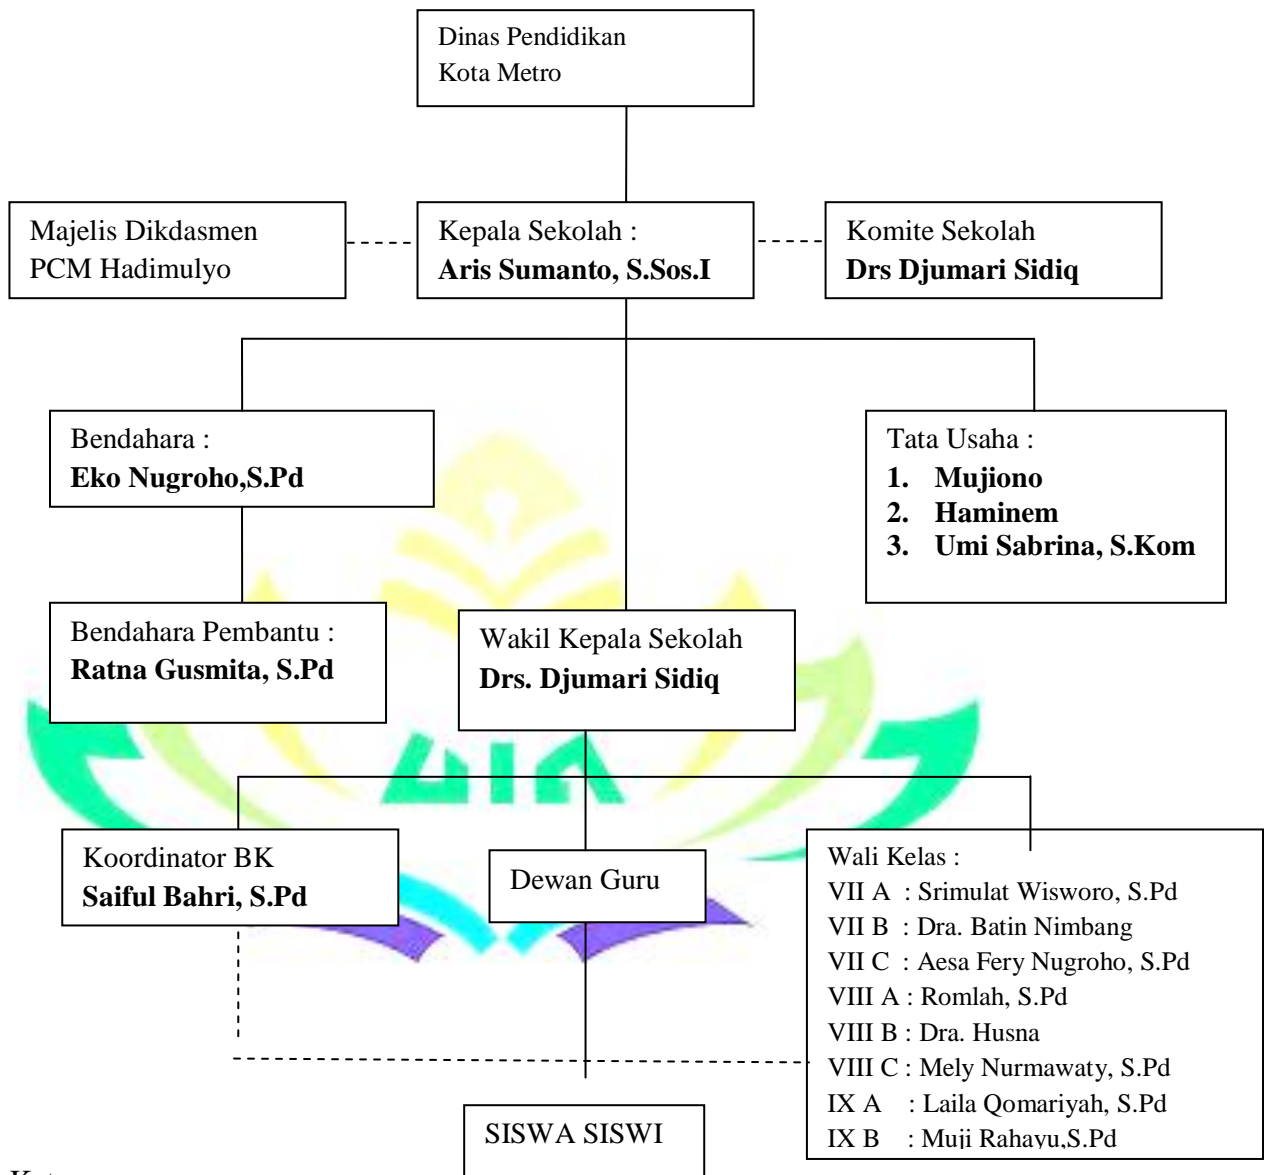 Dinas Pendidikan
Kota Metro
Majelis Dikdasmen
PCM Hadimulyo
Kepala Sekolah :
Aris Sumanto, S.Sos.I
Komite Sekolah
Drs Djumari Sidiq
Bendahara :
Eko Nugroho,S.Pd
Tata Usaha :
1. Mujiono
2. Haminem
3. Umi Sabrina, S.Kom
Bendahara Pembantu :
Ratna Gusmita, S.Pd
Wakil Kepala Sekolah
Drs. Djumari Sidiq
Koordinator BK
Saiful Bahri, S.Pd
Dewan Guru
Wali Kelas :
VII A : Srimulat Wisworo, S.Pd
VII B : Dra. Batin Nimbang
VII C : Aesa Fery Nugroho, S.Pd
VIII A : Romlah, S.Pd
VIII B : Dra. Husna
VIII C : Mely Nurmawaty, S.Pd
IX A : Laila Qomariyah, S.Pd
IX B : Muji Rahayu,S.Pd
SISWA SISWI